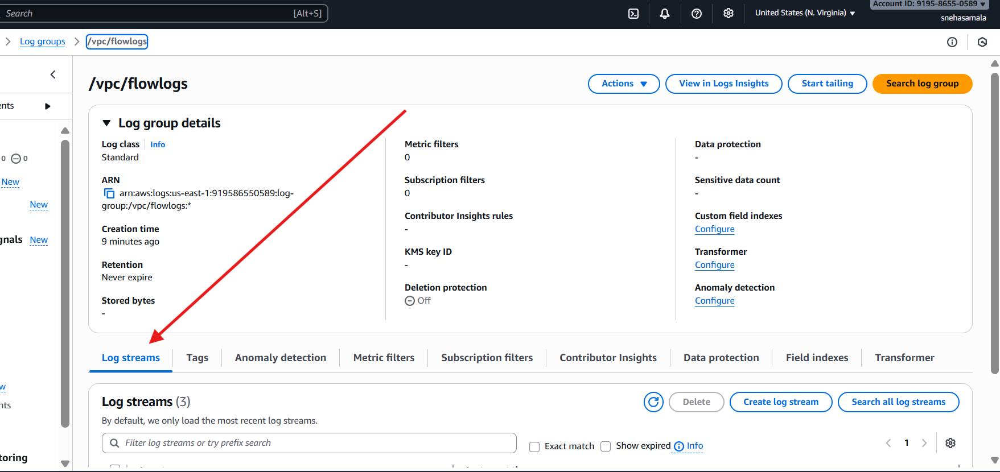 Search [Alt+S] United States (N. Virginia) Account ID: 9195-8655-0589
snehasamala
Log groups /vpc/flowlogs
/vpc/flowlogs Actions View in Logs Insights Start tailing Search log group
Log group details
Log class Info
Standard
ARN
arn:aws:logs:us-east-1:919586550589:log-
group:/vpc/flowlogs:*
Creation time
9 minutes ago
Retention
Never expire
Stored bytes
-
Metric filters
0
Subscription filters
0
Contributor Insights rules
-
KMS key ID
-
Deletion protection
Off
Data protection
-
Sensitive data count
-
Custom field indexes
Configure
Transformer
Configure
Anomaly detection
Configure
0 0
New
New
gnals New
toring
Log streams Tags Anomaly detection Metric filters Subscription filters Contributor Insights Data protection Field indexes Transformer
Log streams (3) Delete Create log stream Search all log streams
By default, we only load the most recent log streams.
Filter log streams or try prefix search Exact match Show expired Info 1